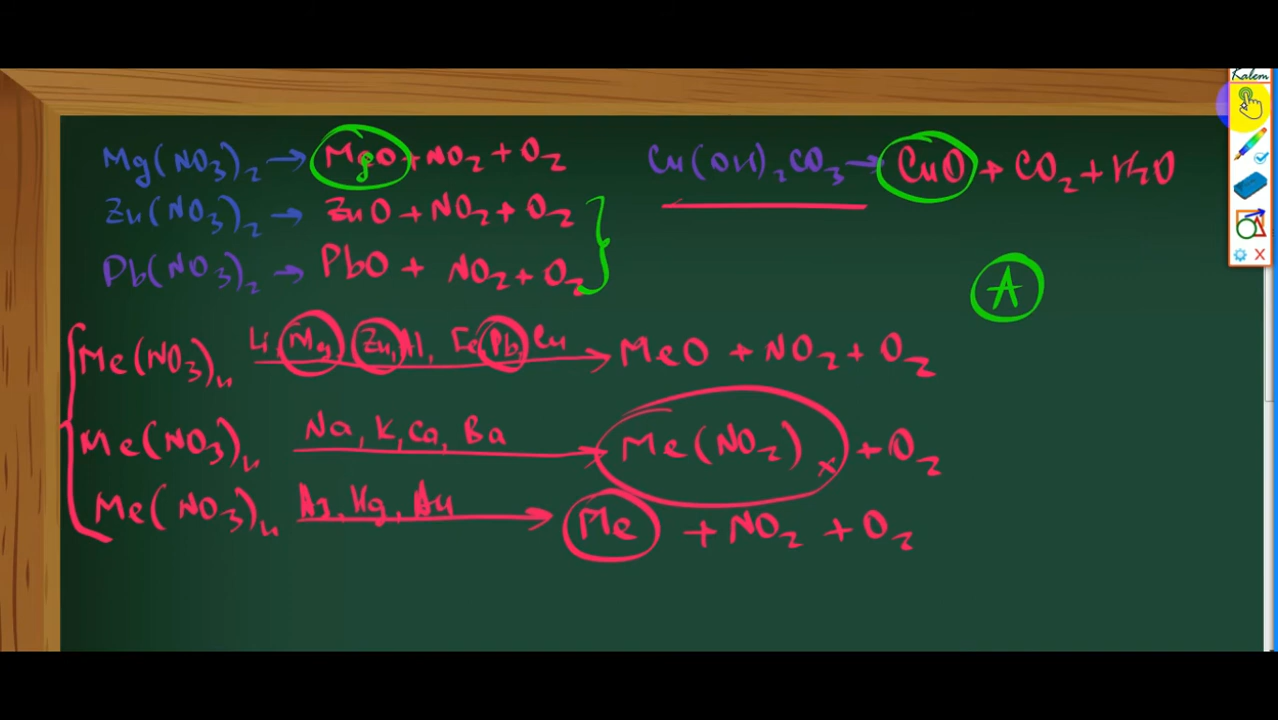 Mg(NO3)2 → MgO + NO2 + O2
Zn(NO3)2 → ZnO + NO2 + O2
Pb(NO3)2 → PbO + NO2 + O2
Cu(OH)2CO3 → CuO + CO2 + H2O
A
Li, Mg, Zn, Al, Fe, Pb, Cu
Me(NO3)n → MeO + NO2 + O2
Na, K, Ca, Ba
Me(NO3)n → Me(NO2)x + O2
Ag, Hg, Au
Me(NO3)n → Me + NO2 + O2
Kalem